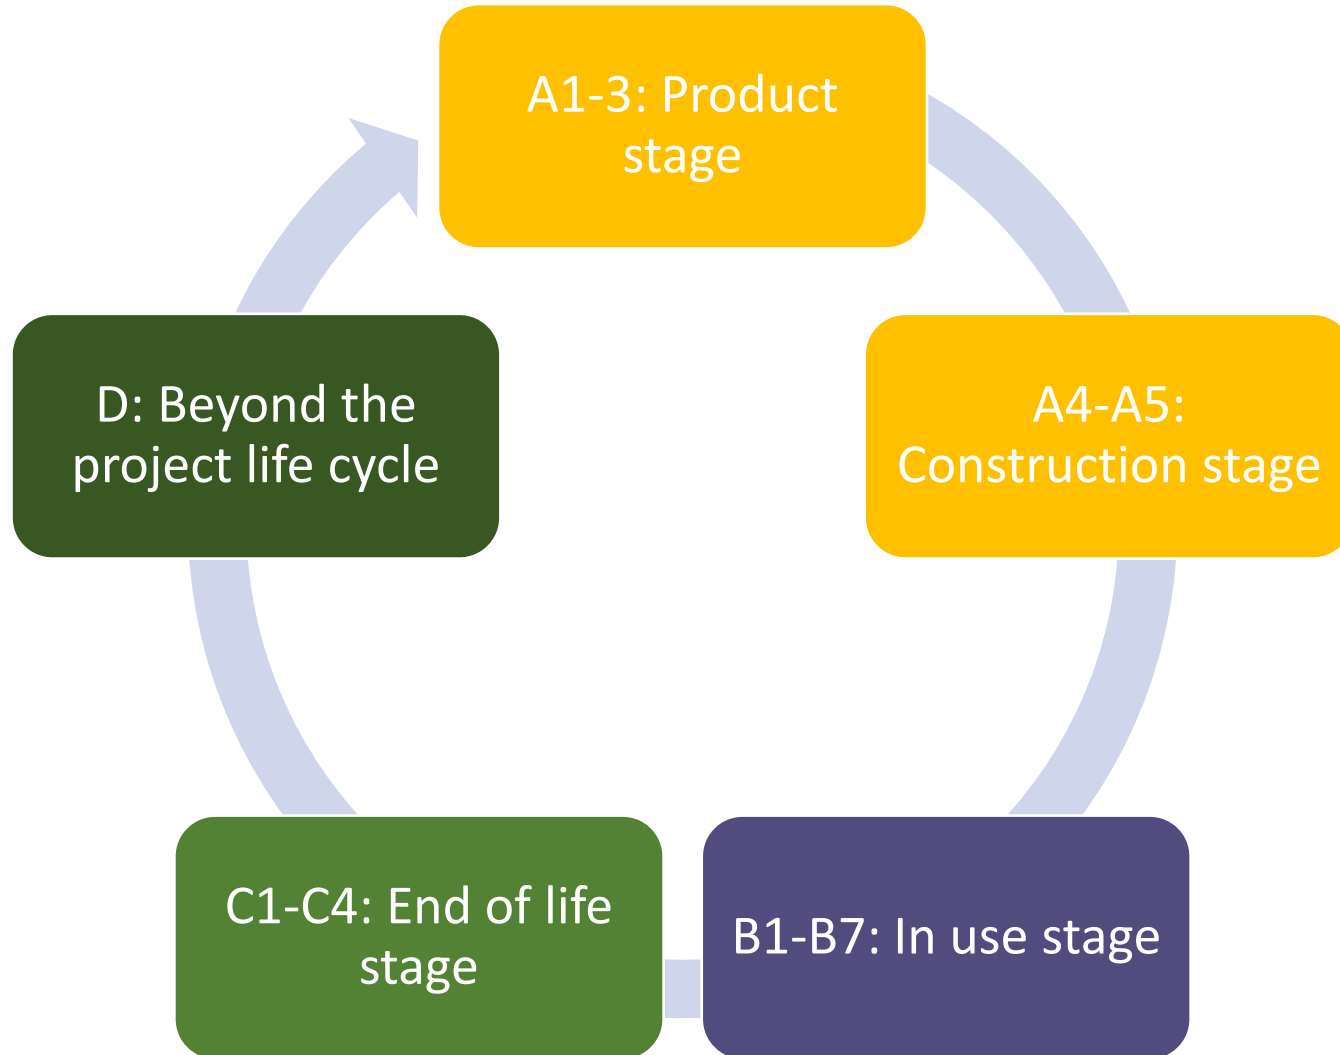 A1-3: Product
stage
A4-A5:
Construction stage
B1-B7: In use stage
C1-C4: End of life
stage
D: Beyond the
project life cycle